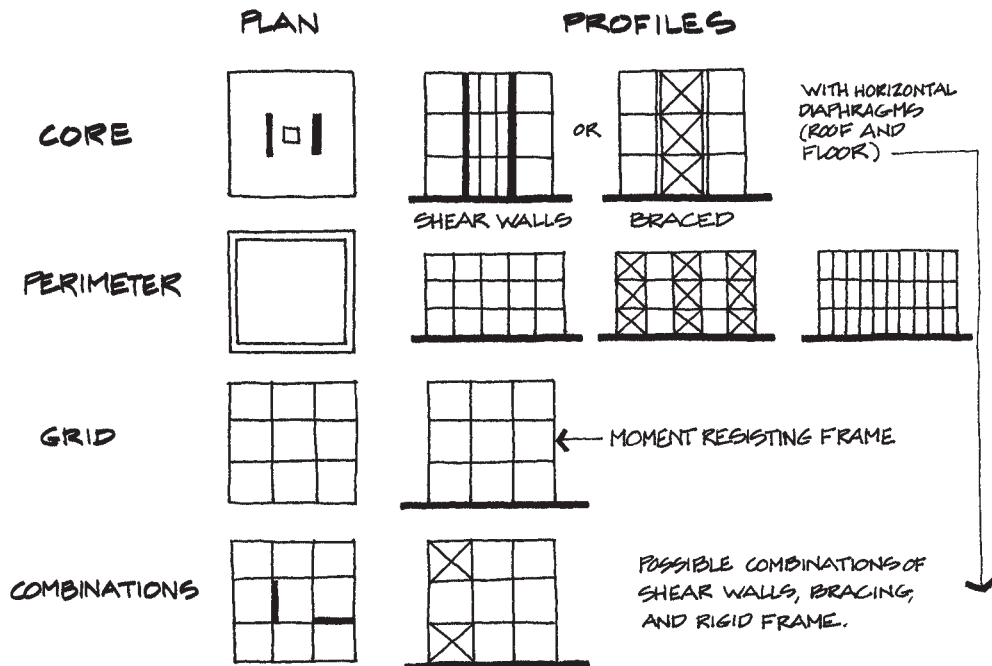 PLAN
PROFILES
CORE
OR
WITH HORIZONTAL
DIAPHRAGMS
(ROOF AND
FLOOR)
SHEAR WALLS
BRACED
PERIMETER
GRID
MOMENT RESISTING FRAME
COMBINATIONS
POSSIBLE COMBINATIONS OF
SHEAR WALLS, BRACING,
AND RIGID FRAME.